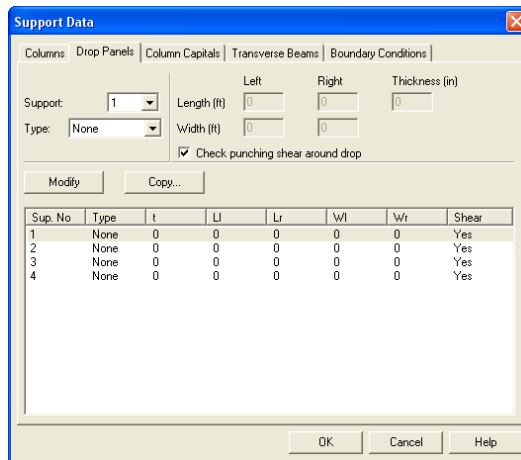 Support Data
Columns Drop Panels Column Capitals Transverse Beams Boundary Conditions
Left Right Thickness (in)
Support: 1 Length (ft) 0 0 0
Type: None Width (ft) 0 0
Check punching shear around drop
Modify Copy...
Sup. No Type t Ll Lr Wl Wr Shear
1 None 0 0 0 0 0 Yes
2 None 0 0 0 0 0 Yes
3 None 0 0 0 0 0 Yes
4 None 0 0 0 0 0 Yes
OK Cancel Help